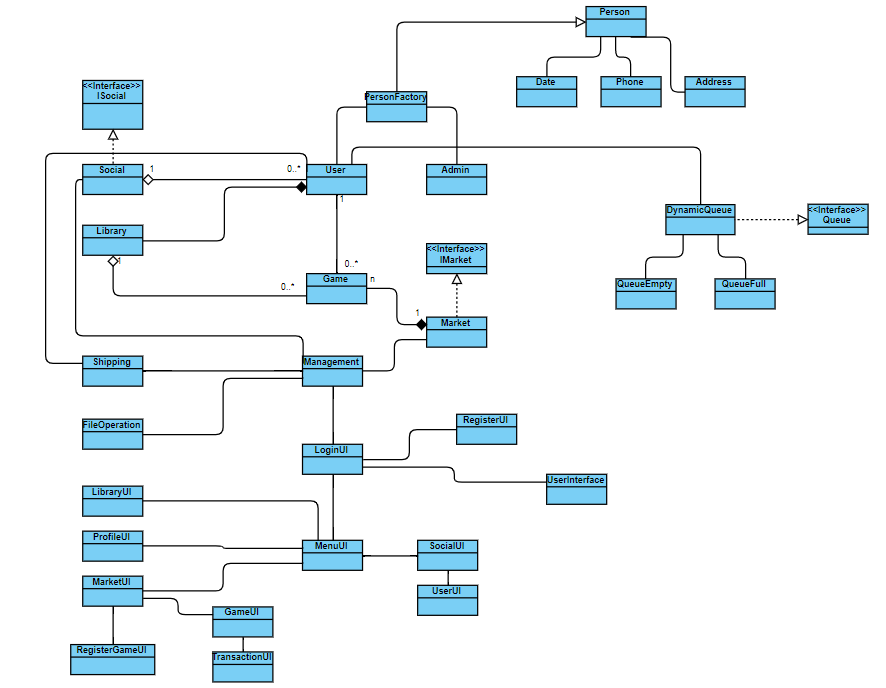 Person
Date
Phone
Address
<<Interface>>
ISocial
PersonFactory
Social
1
0..*
User
Admin
1
Library
1
DynamicQueue
<<Interface>>
Queue
<<Interface>>
IMarket
0..*
0..*
Game
n
QueueEmpty
QueueFull
1
Market
Shipping
Management
FileOperation
RegisterUI
LoginUI
UserInterface
LibraryUI
ProfileUI
MenuUI
SocialUI
MarketUI
UserUI
GameUI
RegisterGameUI
TransactionUI